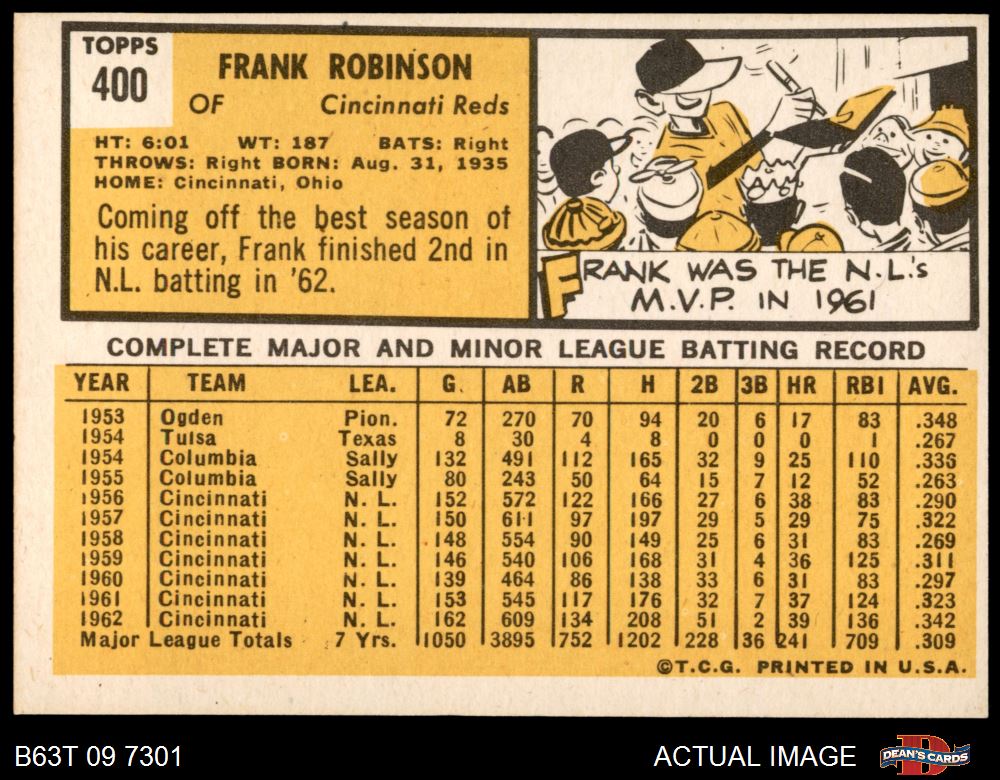 TOPPS
400
FRANK ROBINSON
OF Cincinnati Reds
HT: 6:01 WT: 187 BATS: Right
THROWS: Right BORN: Aug. 31, 1935
HOME: Cincinnati, Ohio
Coming off the best season of
his career, Frank finished 2nd in
N.L. batting in '62.
FRANK WAS THE N.L.'s
M.V.P. IN 1961
COMPLETE MAJOR AND MINOR LEAGUE BATTING RECORD
YEAR TEAM LEA. G. AB R H 2B 3B HR RBI AVG.
1953 Ogden Pion. 72 270 70 94 20 6 17 83 .348
1954 Tulsa Texas 8 30 4 8 0 0 0 1 .267
1954 Columbia Sally 132 491 112 165 32 9 25 110 .336
1955 Columbia Sally 80 243 50 64 15 7 12 52 .263
1956 Cincinnati N. L. 152 572 122 166 27 6 38 83 .290
1957 Cincinnati N. L. 150 611 97 197 29 5 29 75 .322
1958 Cincinnati N. L. 148 554 90 149 25 6 31 83 .269
1959 Cincinnati N. L. 146 540 106 168 31 4 36 125 .311
1960 Cincinnati N. L. 139 464 86 138 33 6 31 83 .297
1961 Cincinnati N. L. 153 545 117 176 32 7 37 124 .323
1962 Cincinnati N. L. 162 609 134 208 51 2 39 136 .342
Major League Totals 7 Yrs. 1050 3895 752 1202 228 36 241 709 .309
©T.C.G. PRINTED IN U.S.A.
B63T 09 7301 ACTUAL IMAGE DEAN'S CARDS